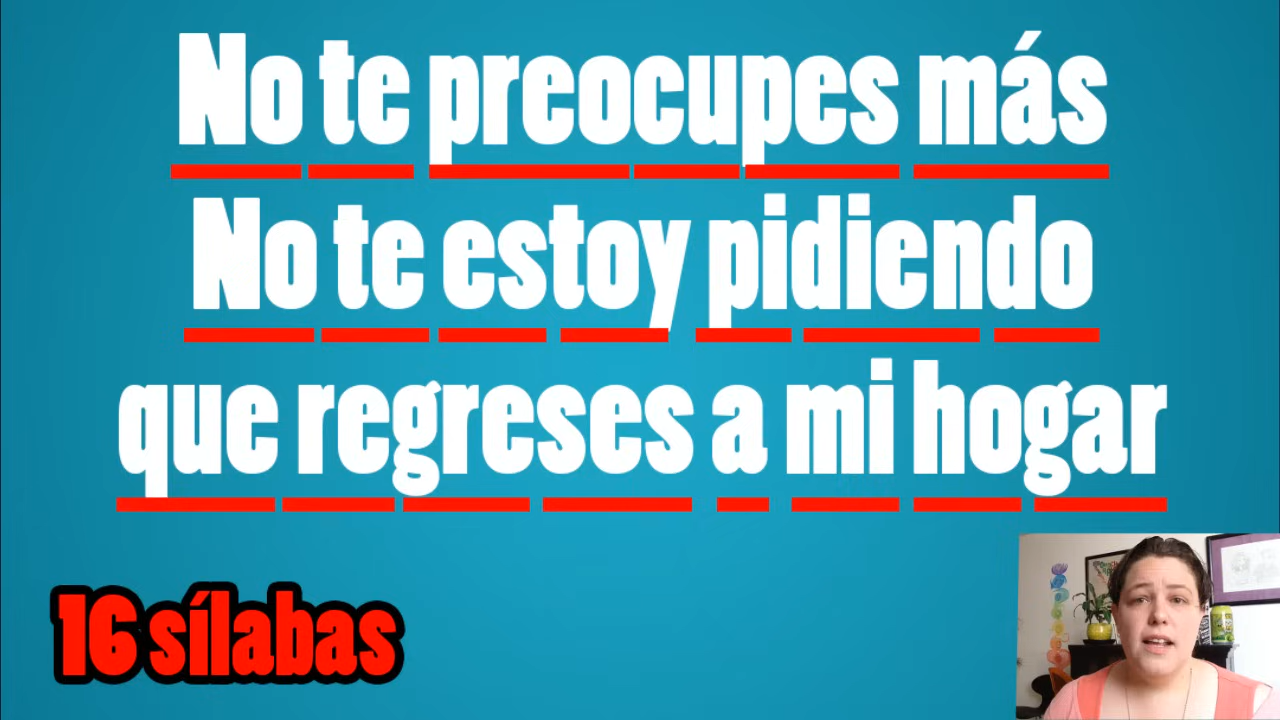 No te preocupes más
No te estoy pidiendo
que regreses a mi hogar
16 sílabas